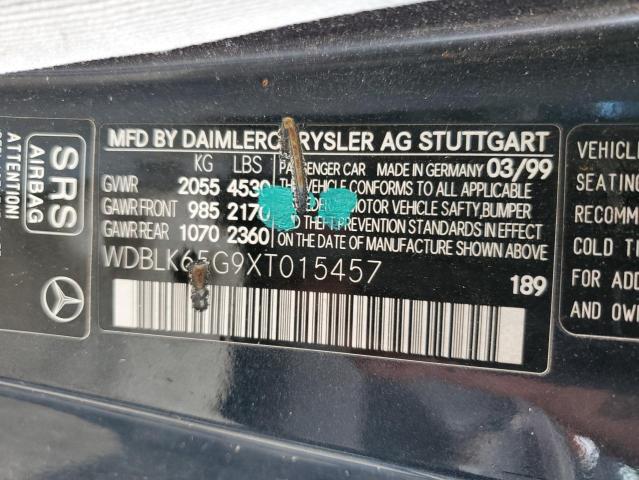 ATTENTION!
SRS
AIRBAG
MFD BY DAIMLERCHRYSLER AG STUTTGART
KG LBS
PASSENGER CAR MADE IN GERMANY 03/99
GVWR 2055 4530
THE VEHICLE CONFORMS TO ALL APPLICABLE
GAWR FRONT 985 2170
MOTOR VEHICLE SAFTY, BUMPER
GAWR REAR 1070 2360
AND THEFT PREVENTION STANDARDS IN EFFECT
ON THE DATE OF MANUFACTURE SHOWN ABOVE
WDBLK65G9XT015457
189
VEHICLE
SEATING
RECOMM
COLD T
FOR ADD
AND OWN